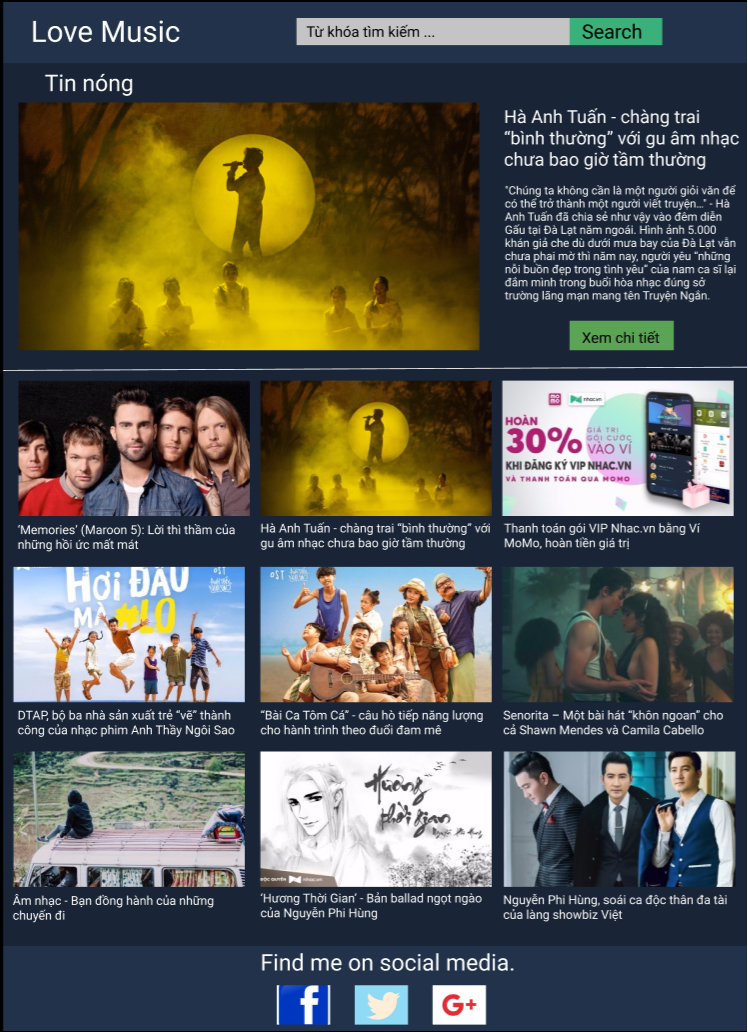 Love Music
Từ khóa tìm kiếm ...
Search
Tin nóng
Hà Anh Tuấn - chàng trai
“bình thường” với gu âm nhạc
chưa bao giờ tầm thường
"Chúng ta không cần là một người giỏi văn để
có thể trở thành một người viết truyện…" - Hà
Anh Tuấn đã chia sẻ như vậy vào đêm diễn
Gấu tại Đà Lạt năm ngoái. Hình ảnh 5.000
khán giả che dù dưới mưa bay của Đà Lạt vẫn
chưa phai mờ thì năm nay, người yêu “những
nỗi buồn đẹp trong tình yêu” của nam ca sĩ lại
đắm mình trong buổi hòa nhạc đúng sở
trường lãng mạn mang tên Truyện Ngắn.
Xem chi tiết
mo
mo
nhac.vn
HOÀN
30%
GIÁ TRỊ
GÓI CƯỚC
VÀO VÍ
KHI ĐĂNG KÝ VIP NHAC.VN
VÀ THANH TOÁN QUA MOMO
‘Memories’ (Maroon 5): Lời thì thầm của
những hồi ức mất mát
Hà Anh Tuấn - chàng trai “bình thường” với
gu âm nhạc chưa bao giờ tầm thường
Thanh toán gói VIP Nhac.vn bằng Ví
MoMo, hoàn tiền giá trị
HƠI ĐÂU
MÀ #LO
OST
OST
DTAP, bộ ba nhà sản xuất trẻ “vẽ” thành
công của nhạc phim Anh Thầy Ngôi Sao
“Bài Ca Tôm Cá” - câu hò tiếp năng lượng
cho hành trình theo đuổi đam mê
Senorita – Một bài hát “khôn ngoan” cho
cả Shawn Mendes và Camila Cabello
Hương
thời gian
Nguyễn Phi Hùng
ĐỘC QUYỀN
nhac.vn
Âm nhạc - Bạn đồng hành của những
chuyến đi
‘Hương Thời Gian’ - Bản ballad ngọt ngào
của Nguyễn Phi Hùng
Nguyễn Phi Hùng, soái ca độc thân đa tài
của làng showbiz Việt
Find me on social media.
f
G+